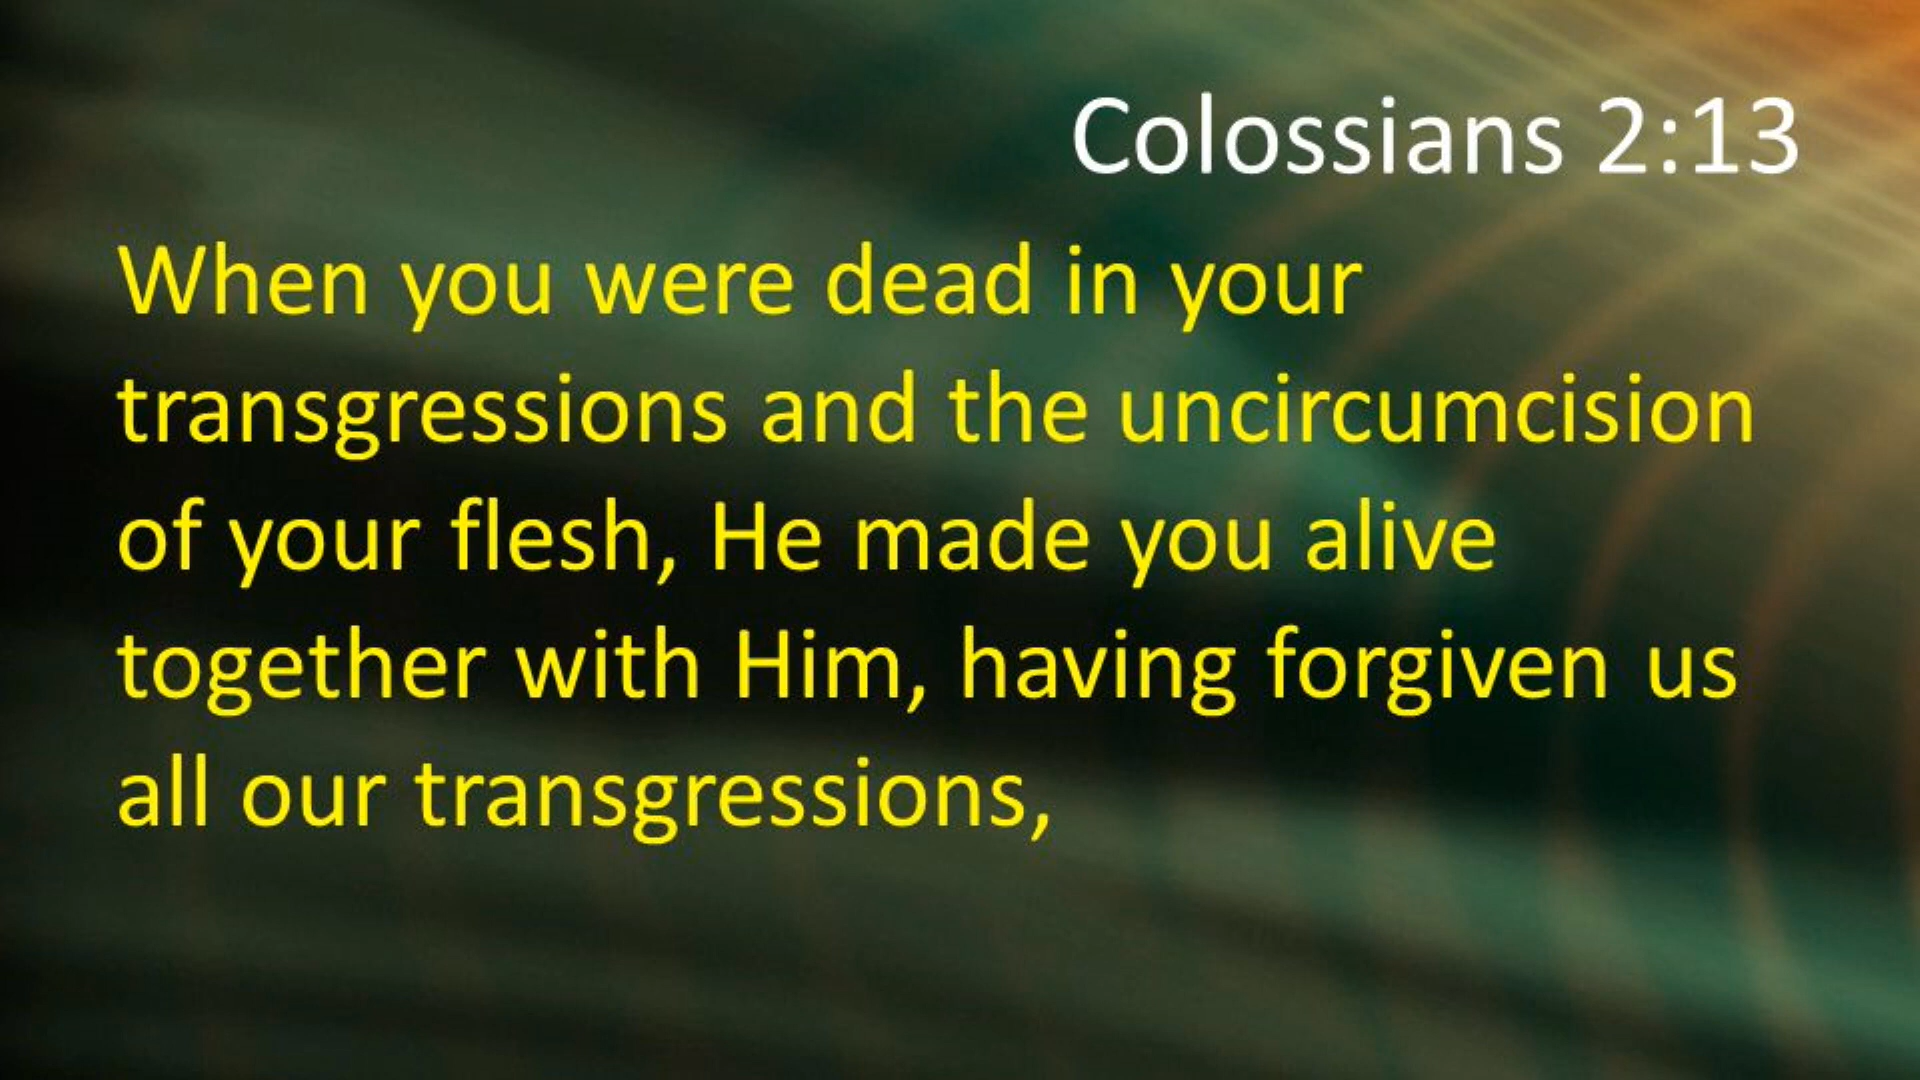 Colossians 2:13
When you were dead in your
transgressions and the uncircumcision
of your flesh, He made you alive
together with Him, having forgiven us
all our transgressions,